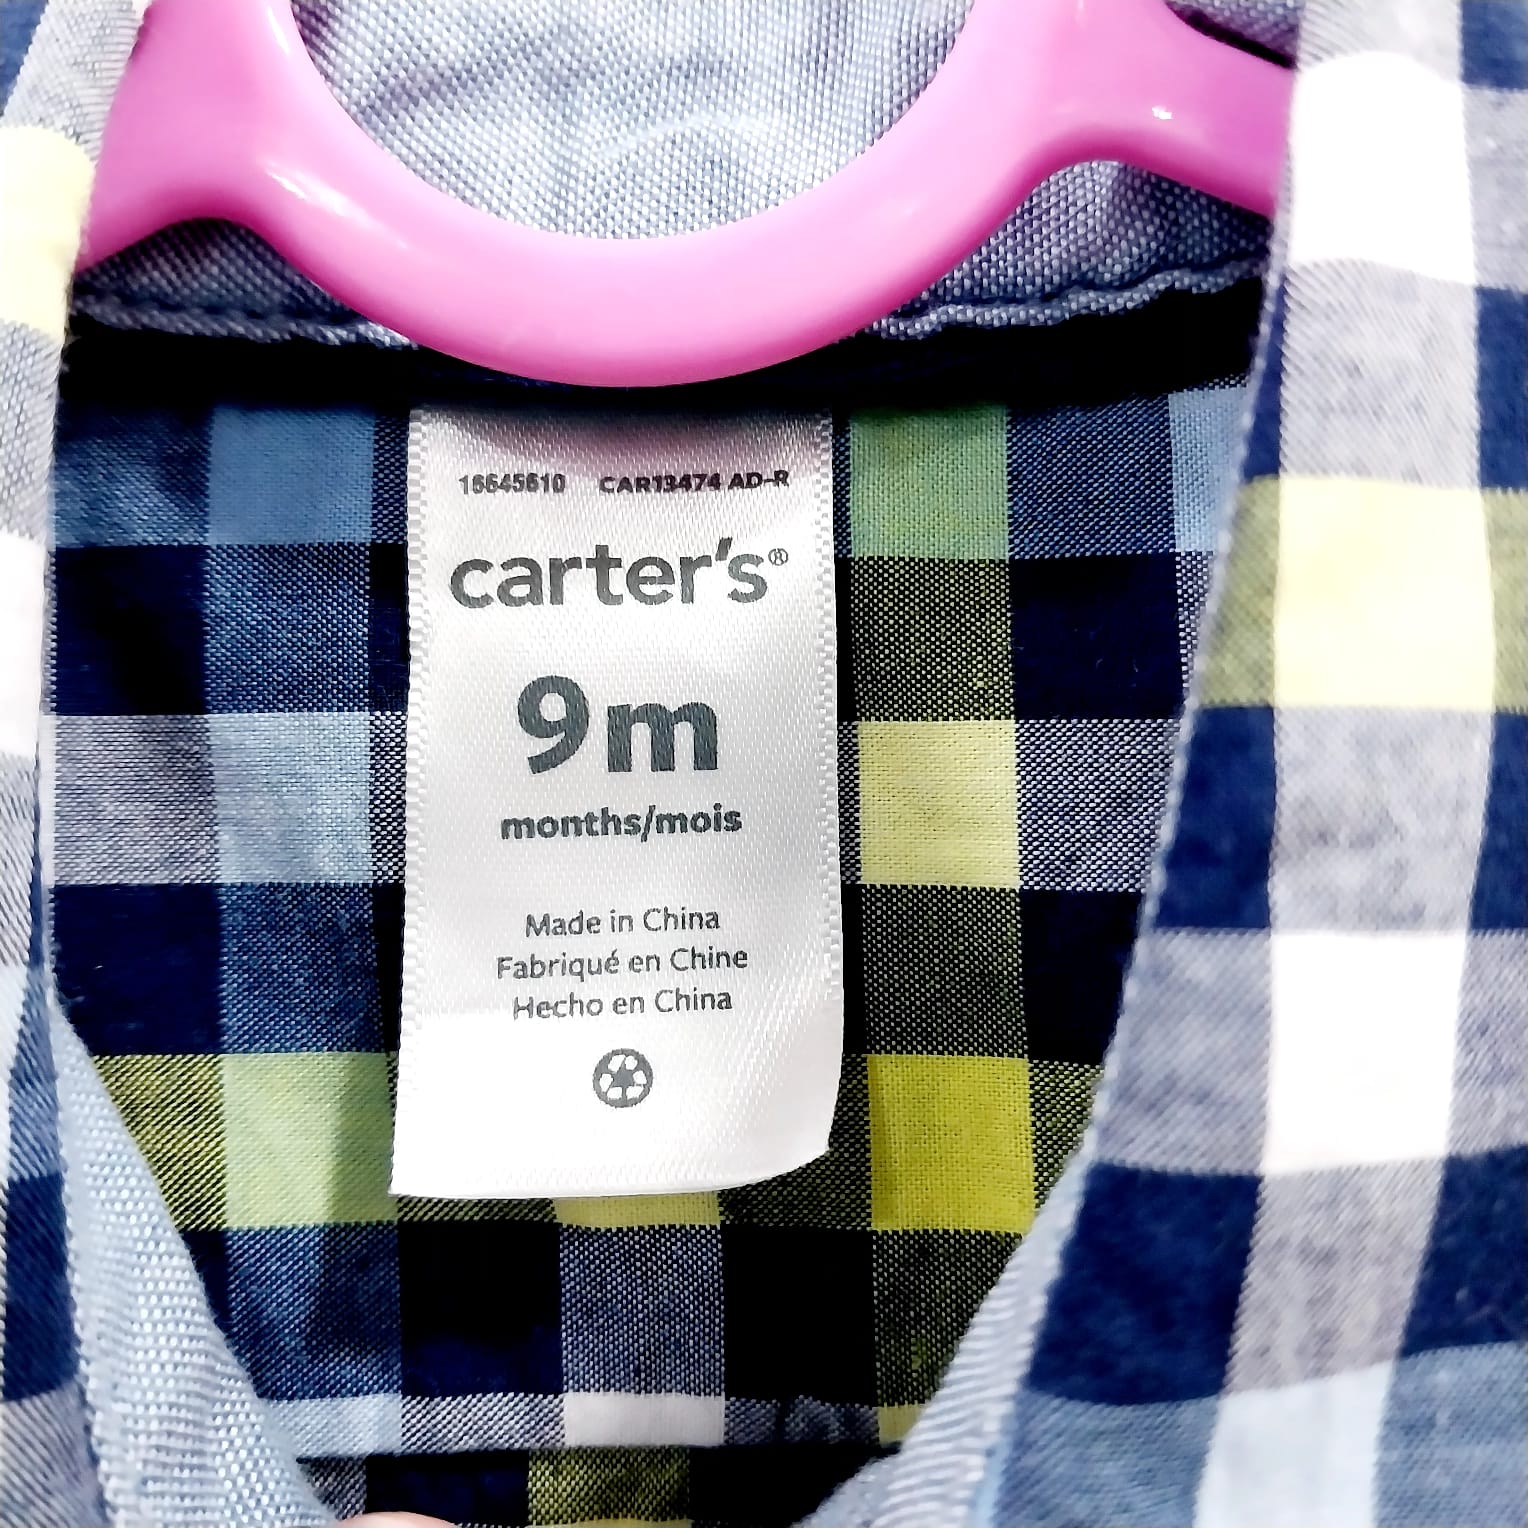 16645610 CAR13474 AD-R
carter's®
9m
months/mois
Made in China
Fabriqué en Chine
Hecho en China